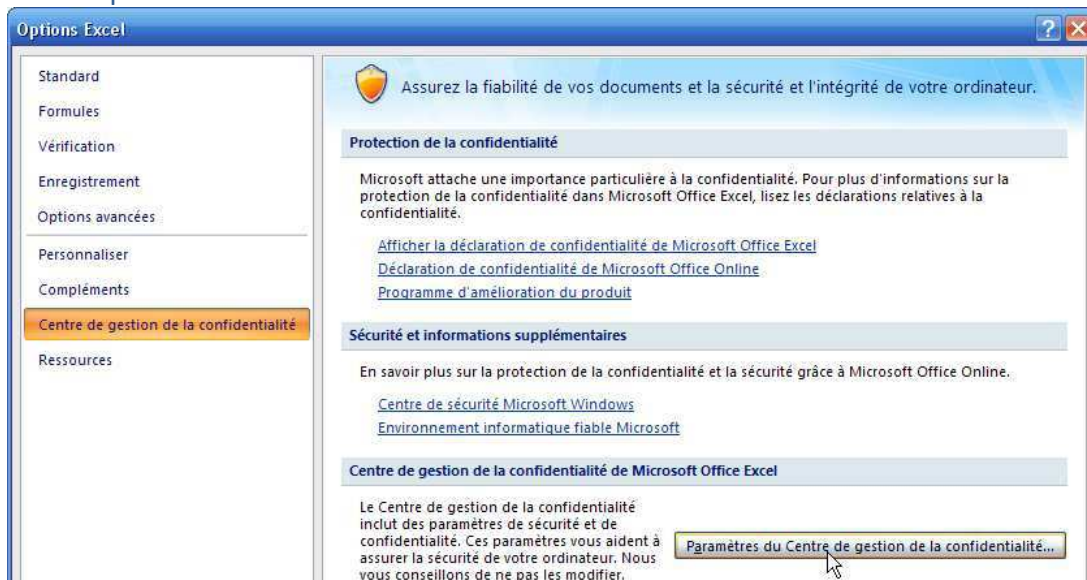 Options Excel
Standard
Formules
Vérification
Enregistrement
Options avancées
Personnaliser
Compléments
Centre de gestion de la confidentialité
Ressources
Assurez la fiabilité de vos documents et la sécurité et l'intégrité de votre ordinateur.
Protection de la confidentialité
Microsoft attache une importance particulière à la confidentialité. Pour plus d'informations sur la
protection de la confidentialité dans Microsoft Office Excel, lisez les déclarations relatives à la
confidentialité.
Afficher la déclaration de confidentialité de Microsoft Office Excel
Déclaration de confidentialité de Microsoft Office Online
Programme d'amélioration du produit
Sécurité et informations supplémentaires
En savoir plus sur la protection de la confidentialité et la sécurité grâce à Microsoft Office Online.
Centre de sécurité Microsoft Windows
Environnement informatique fiable Microsoft
Centre de gestion de la confidentialité de Microsoft Office Excel
Le Centre de gestion de la confidentialité
inclut des paramètres de sécurité et de
confidentialité. Ces paramètres vous aident à
assurer la sécurité de votre ordinateur. Nous
vous conseillons de ne pas les modifier.
Paramètres du Centre de gestion de la confidentialité...